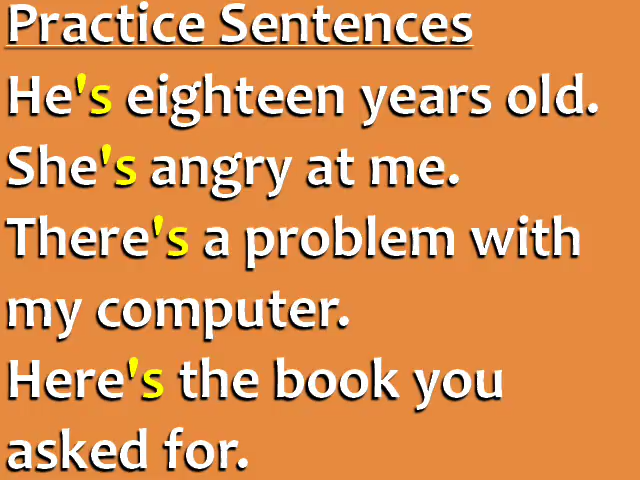 Practice Sentences
He's eighteen years old.
She's angry at me.
There's a problem with
my computer.
Here's the book you
asked for.